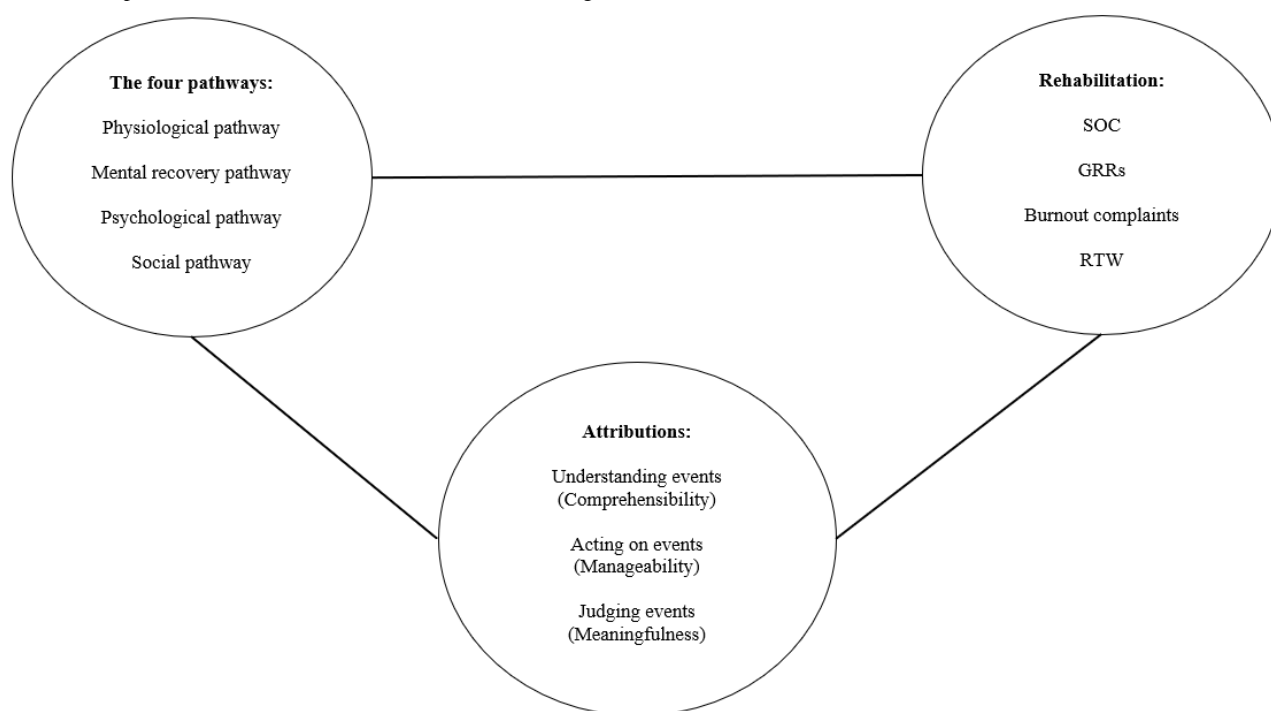 The four pathways:
Physiological pathway
Mental recovery pathway
Psychological pathway
Social pathway
Rehabilitation:
SOC
GRRs
Burnout complaints
RTW
Attributions:
Understanding events
(Comprehensibility)
Acting on events
(Manageability)
Judging events
(Meaningfulness)